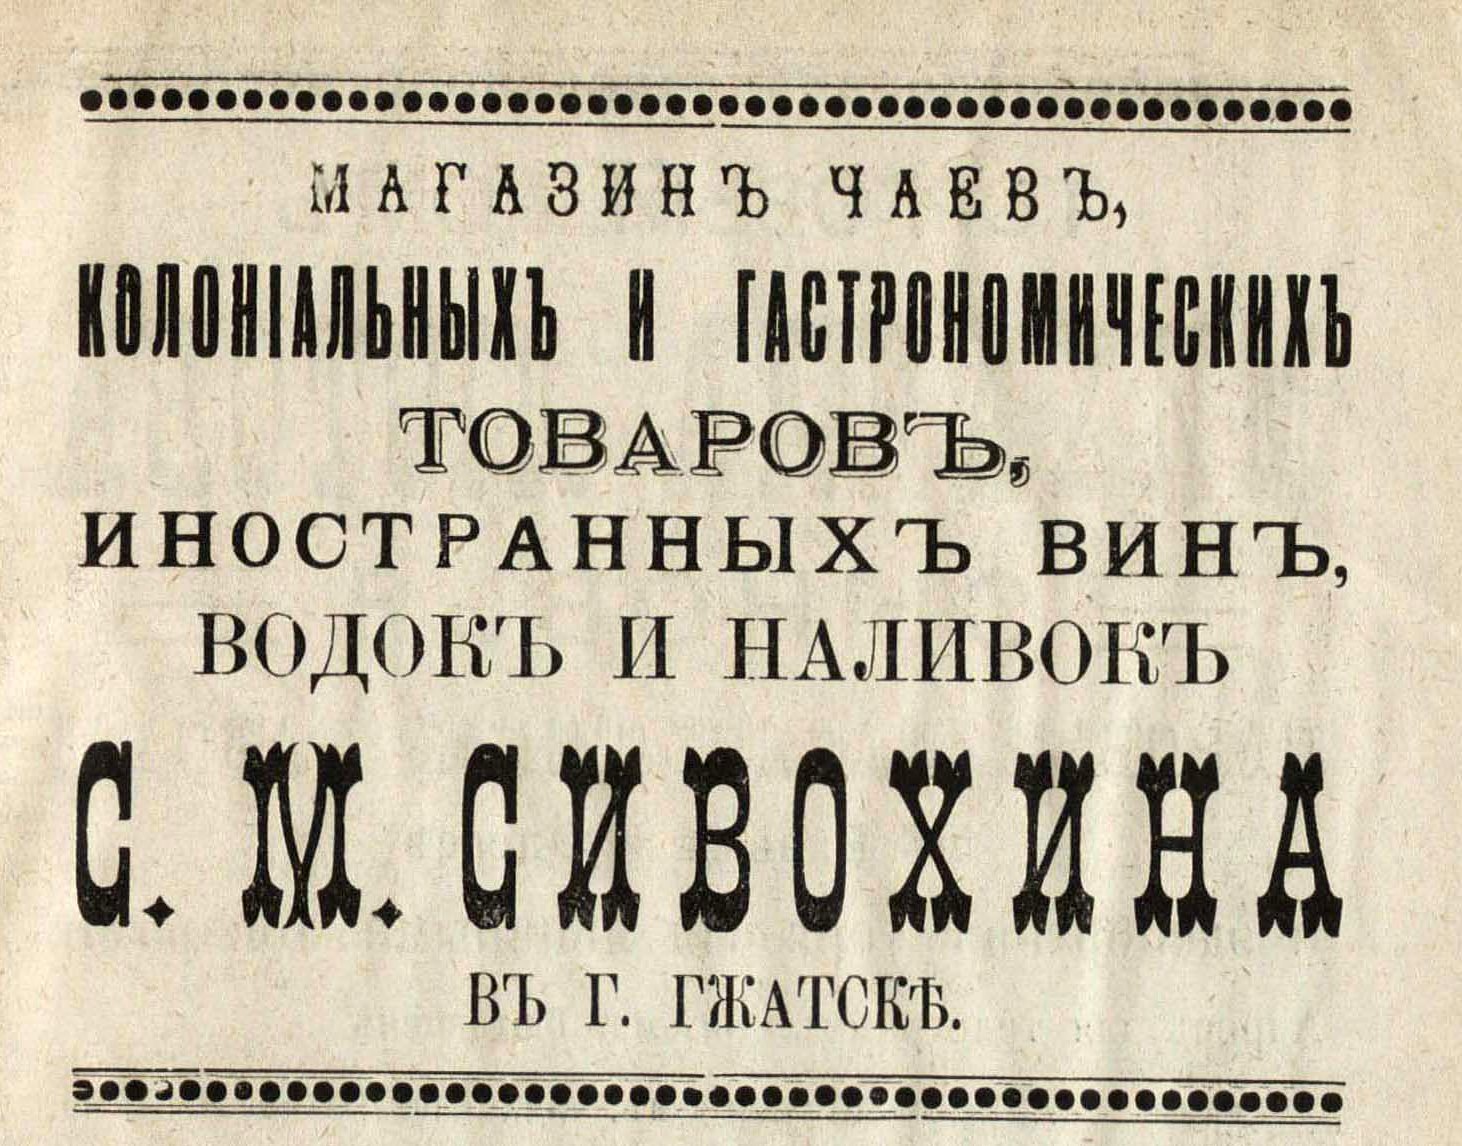 МАГАЗИНЪ ЧАЕВЪ,
КОЛОНІАЛЬНЫХЪ И ГАСТРОНОМИЧЕСКИХЪ
ТОВАРОВЪ,
ИНОСТРАННЫХЪ ВИНЪ,
ВОДОКЪ И НАЛИВОКЪ
С. М. СИВОХИНА
ВЪ Г. ГЖАТСКѢ.